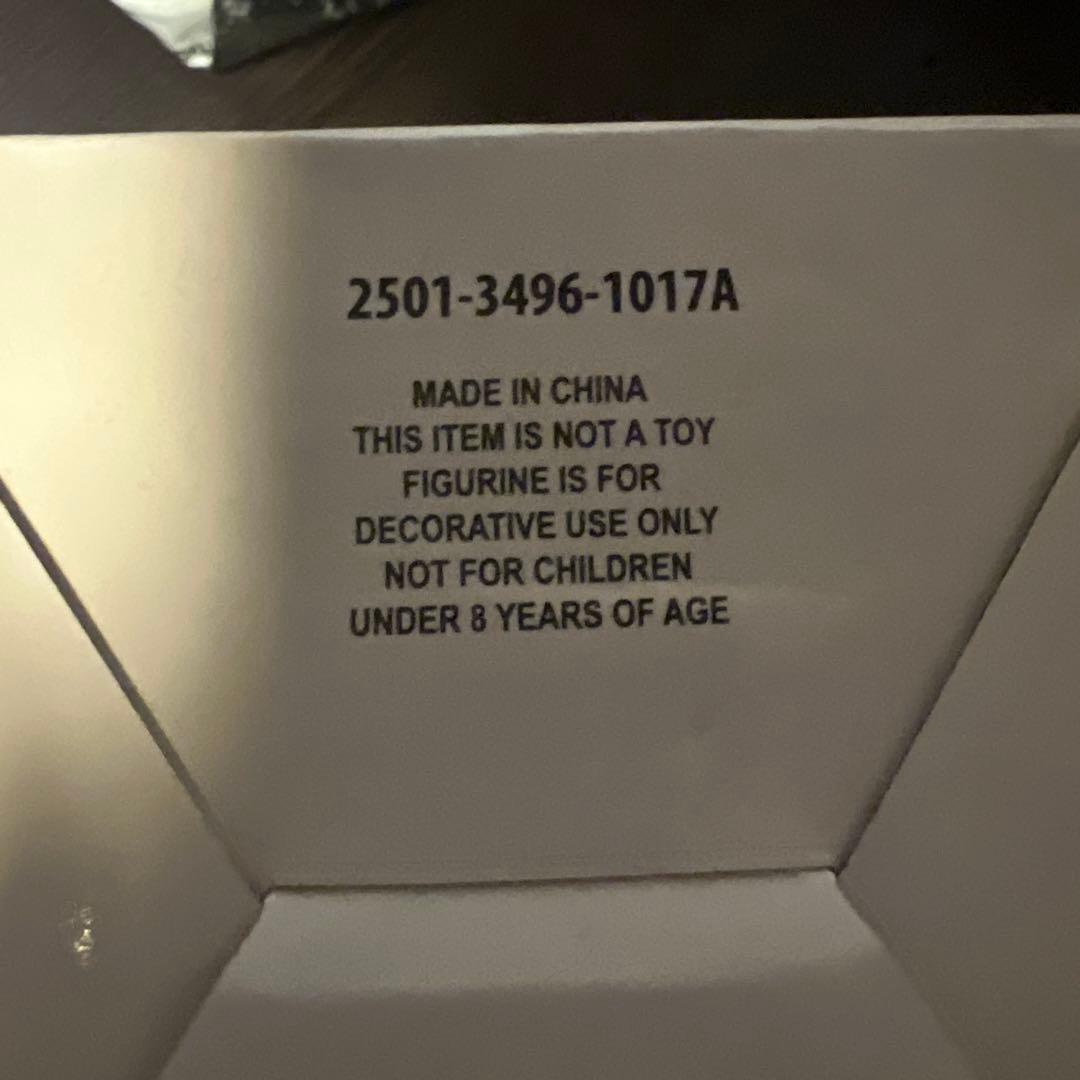 2501-3496-1017A
MADE IN CHINA
THIS ITEM IS NOT A TOY
FIGURINE IS FOR
DECORATIVE USE ONLY
NOT FOR CHILDREN
UNDER 8 YEARS OF AGE